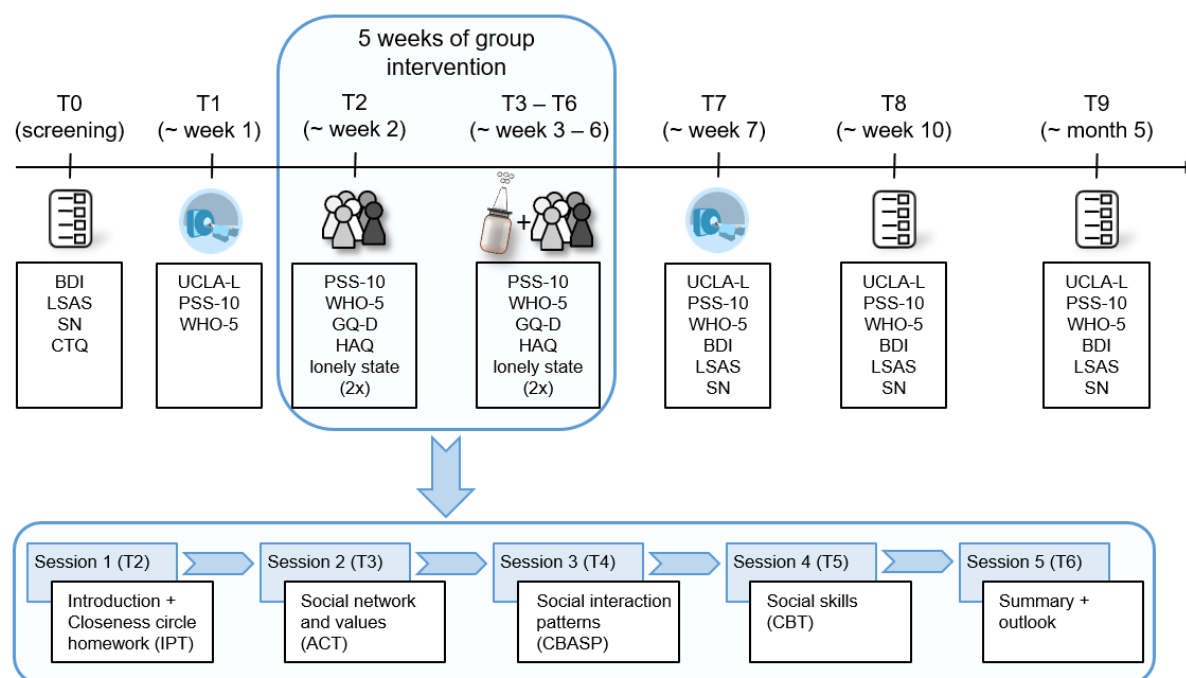 5 weeks of group
intervention
T0
(screening)
T1
(~ week 1)
T2
(~ week 2)
T3 – T6
(~ week 3 – 6)
T7
(~ week 7)
T8
(~ week 10)
T9
(~ month 5)
+
BDI
LSAS
SN
CTQ
UCLA-L
PSS-10
WHO-5
PSS-10
WHO-5
GQ-D
HAQ
lonely state
(2x)
PSS-10
WHO-5
GQ-D
HAQ
lonely state
(2x)
UCLA-L
PSS-10
WHO-5
BDI
LSAS
SN
UCLA-L
PSS-10
WHO-5
BDI
LSAS
SN
UCLA-L
PSS-10
WHO-5
BDI
LSAS
SN
Session 1 (T2)
Introduction +
Closeness circle
homework (IPT)
Session 2 (T3)
Social network
and values
(ACT)
Session 3 (T4)
Social interaction
patterns
(CBASP)
Session 4 (T5)
Social skills
(CBT)
Session 5 (T6)
Summary +
outlook